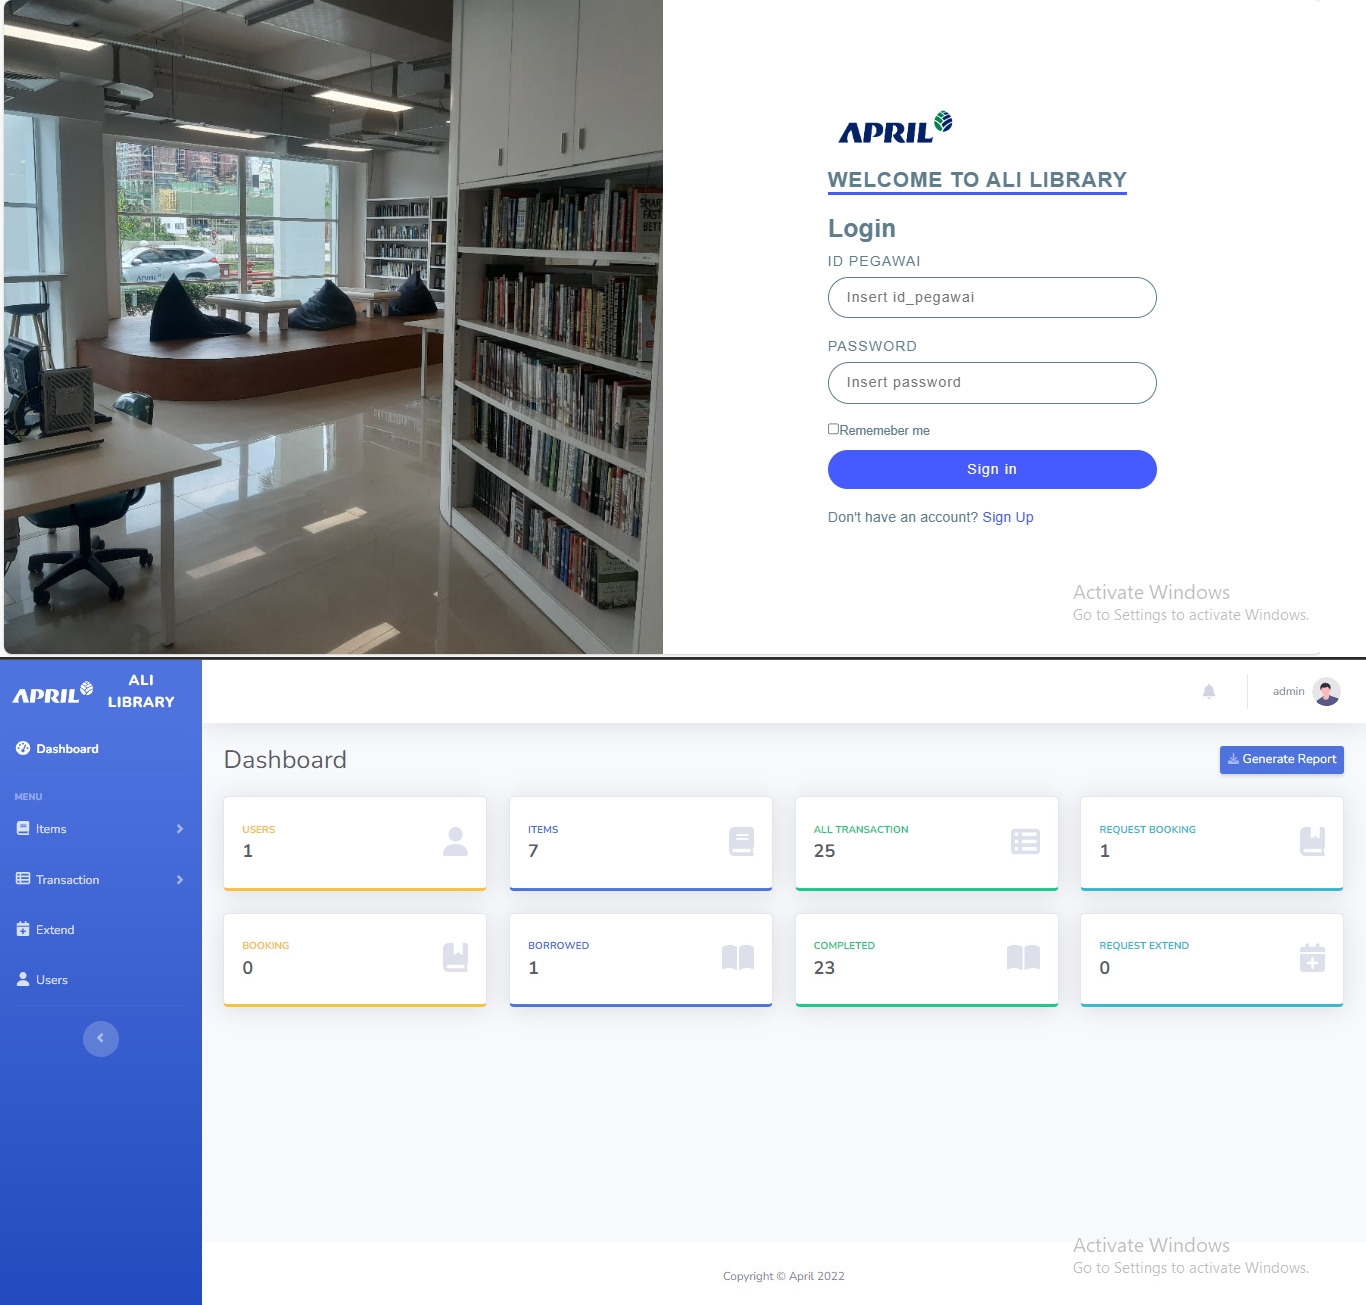 APRIL
WELCOME TO ALI LIBRARY
Login
ID PEGAWAI
Insert id_pegawai
PASSWORD
Insert password
Rememeber me
Sign in
Don't have an account? Sign Up
Activate Windows
Go to Settings to activate Windows.
SMART
FAST
BETT
APRIL
ALI
LIBRARY
admin
Dashboard
MENU
Items
Transaction
Extend
Users
Dashboard
Generate Report
USERS
1
ITEMS
7
ALL TRANSACTION
25
REQUEST BOOKING
1
BOOKING
0
BORROWED
1
COMPLETED
23
REQUEST EXTEND
0
Activate Windows
Go to Settings to activate Windows.
Copyright © April 2022